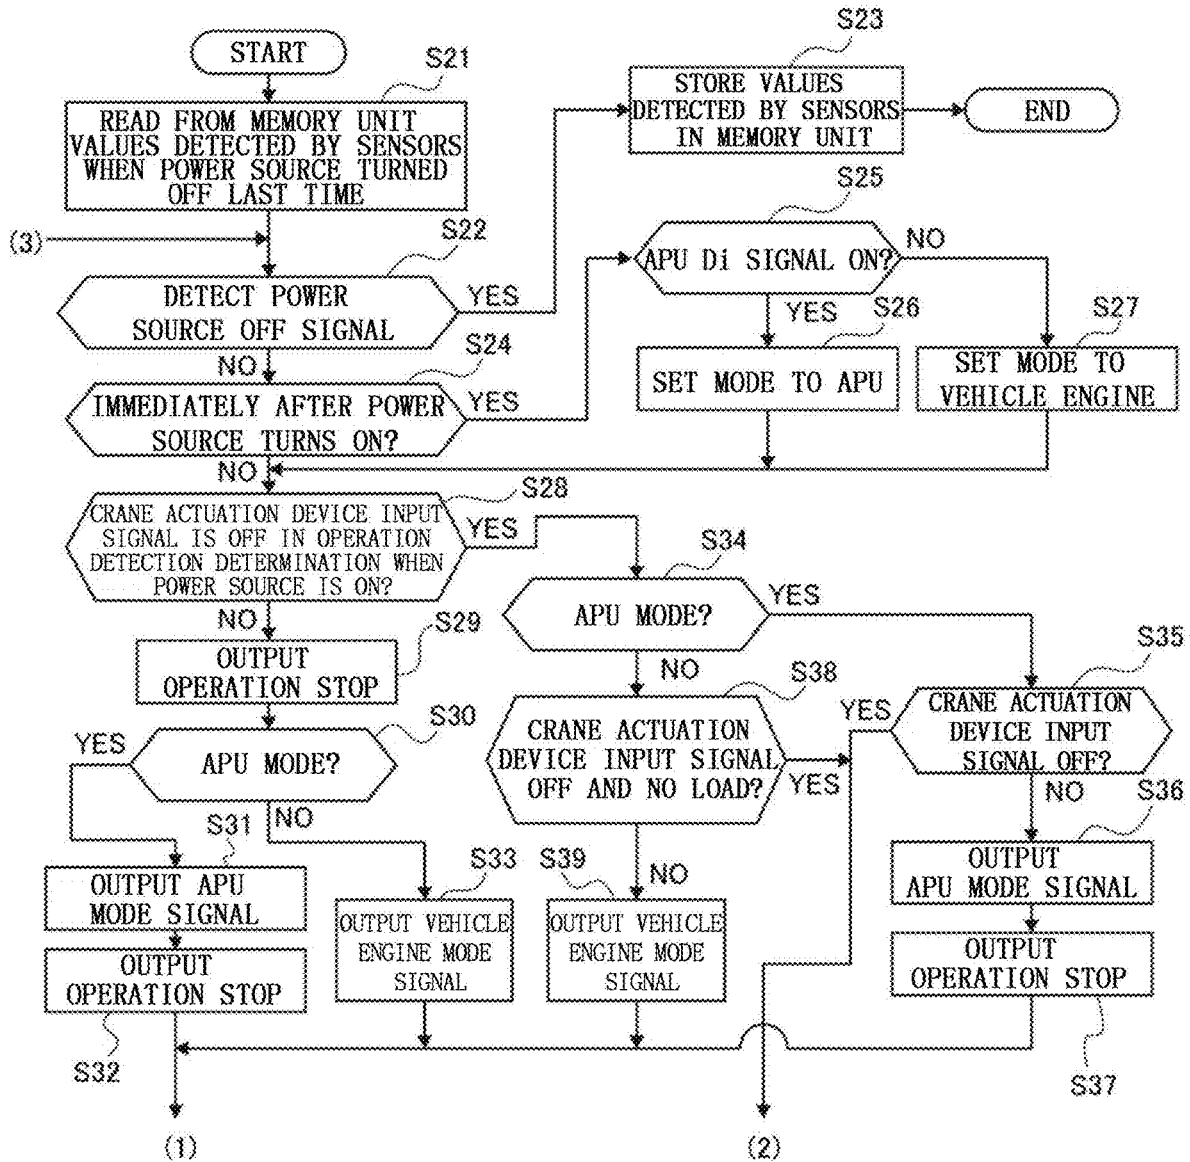 START
S21
READ FROM MEMORY UNIT
VALUES DETECTED BY SENSORS
WHEN POWER SOURCE TURNED
OFF LAST TIME
S23
STORE VALUES
DETECTED BY SENSORS
IN MEMORY UNIT
END
(3)
S22
DETECT POWER
SOURCE OFF SIGNAL
YES
NO
S24
IMMEDIATELY AFTER POWER
SOURCE TURNS ON?
YES
NO
S25
APU Di SIGNAL ON?
NO
YES
S26
SET MODE TO APU
S27
SET MODE TO
VEHICLE ENGINE
S28
CRANE ACTUATION DEVICE INPUT
SIGNAL IS OFF IN OPERATION
DETECTION DETERMINATION WHEN
POWER SOURCE IS ON?
YES
NO
S29
OUTPUT
OPERATION STOP
S30
APU MODE?
YES
NO
S31
OUTPUT APU
MODE SIGNAL
OUTPUT
OPERATION STOP
S32
S33
OUTPUT VEHICLE
ENGINE MODE
SIGNAL
S34
APU MODE?
YES
NO
S38
CRANE ACTUATION
DEVICE INPUT SIGNAL
OFF AND NO LOAD?
YES
NO
S39
OUTPUT VEHICLE
ENGINE MODE
SIGNAL
S35
CRANE ACTUATION
DEVICE INPUT
SIGNAL OFF?
YES
NO
S36
OUTPUT
APU MODE SIGNAL
OUTPUT
OPERATION STOP
S37
(1)
(2)